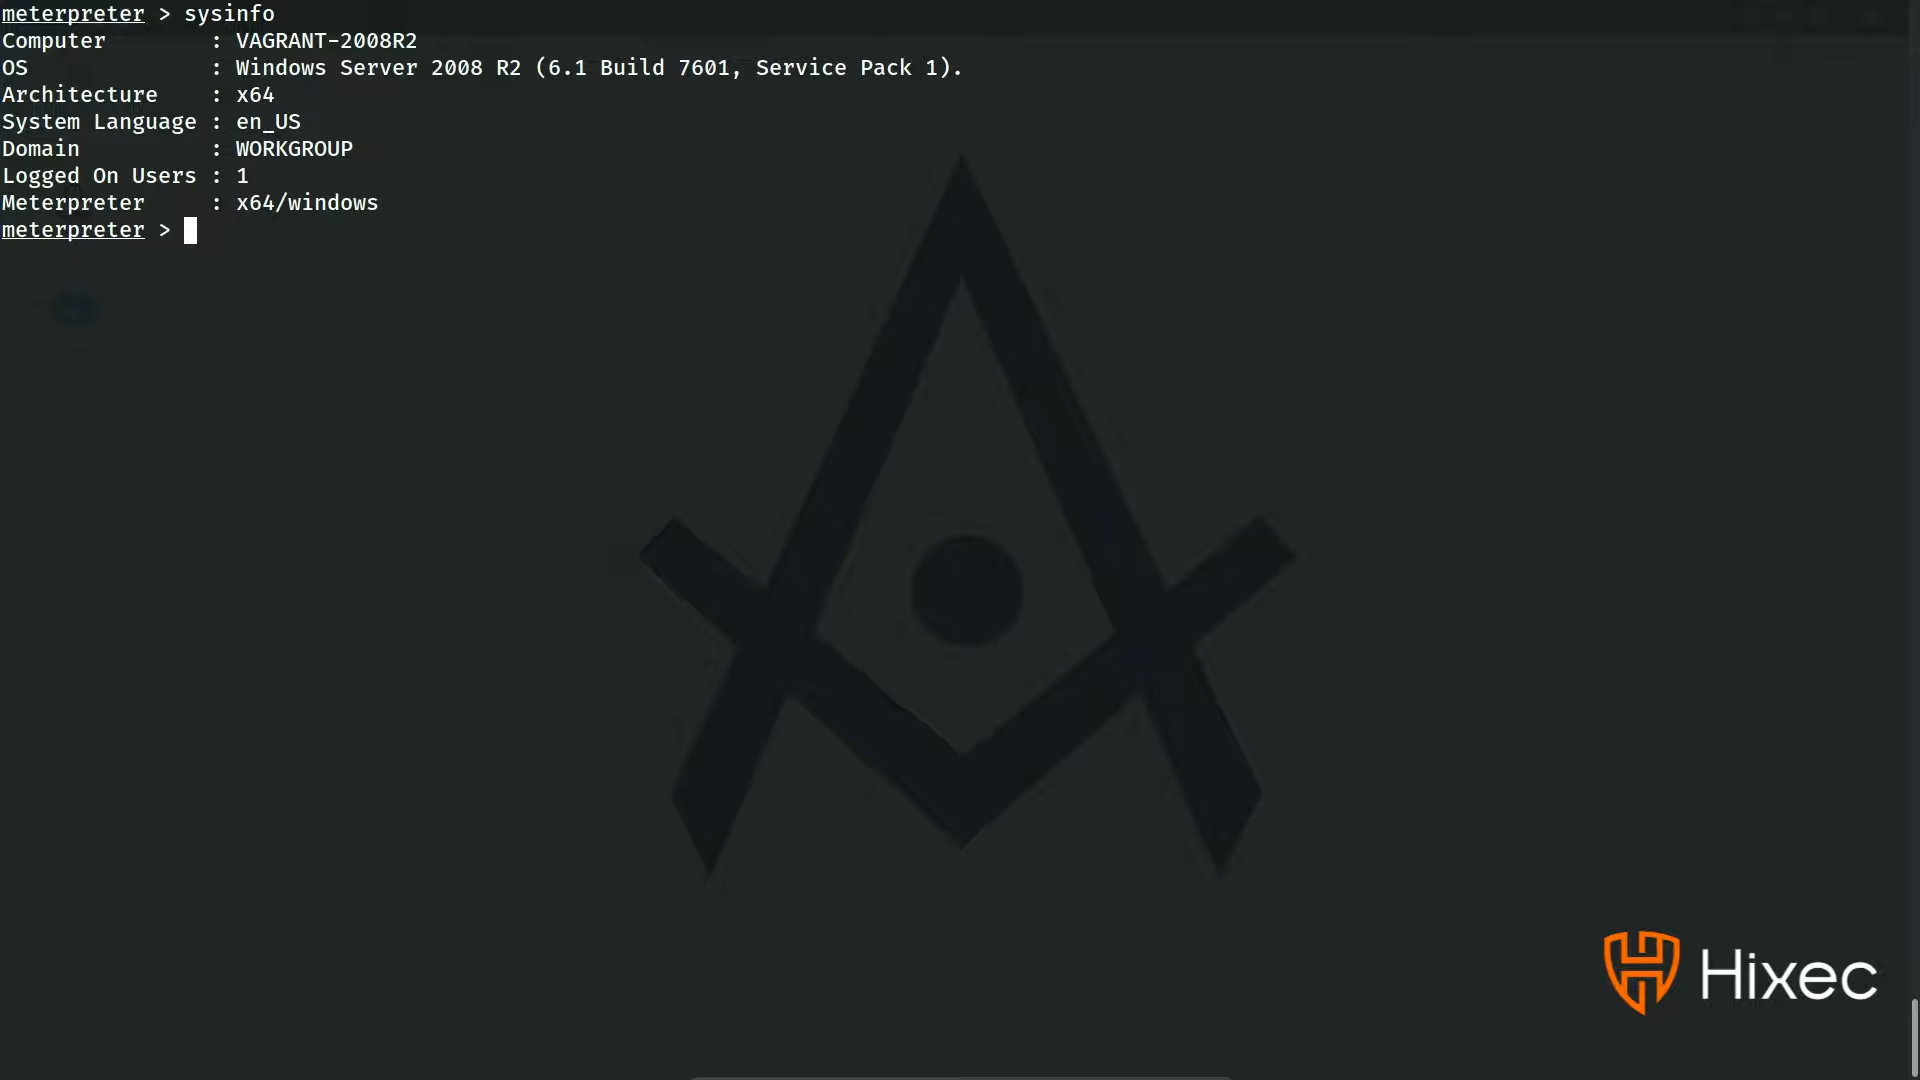 meterpreter > sysinfo
Computer        : VAGRANT-2008R2
OS              : Windows Server 2008 R2 (6.1 Build 7601, Service Pack 1).
Architecture    : x64
System Language : en_US
Domain          : WORKGROUP
Logged On Users : 1
Meterpreter     : x64/windows
meterpreter >
Hixec